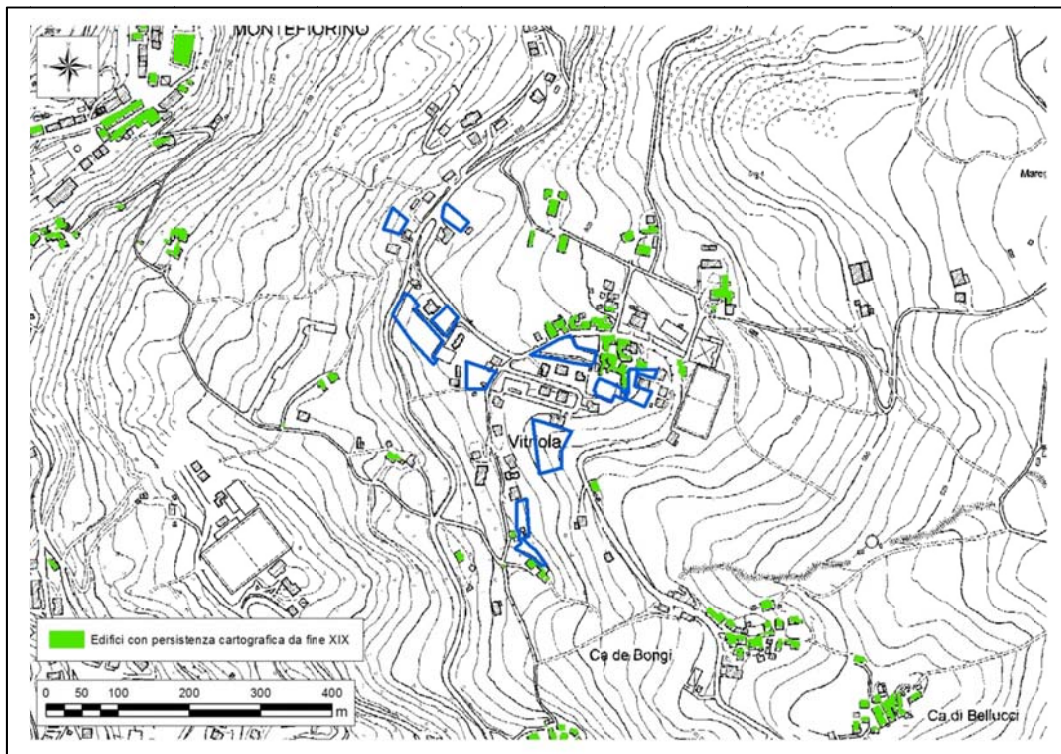 MONTEFIORINO
Vitriola
Ca de Bongi
Ca di Bellucci
Edifici con persistenza cartografica da fine XIX
0 50 100 200 300 400
m